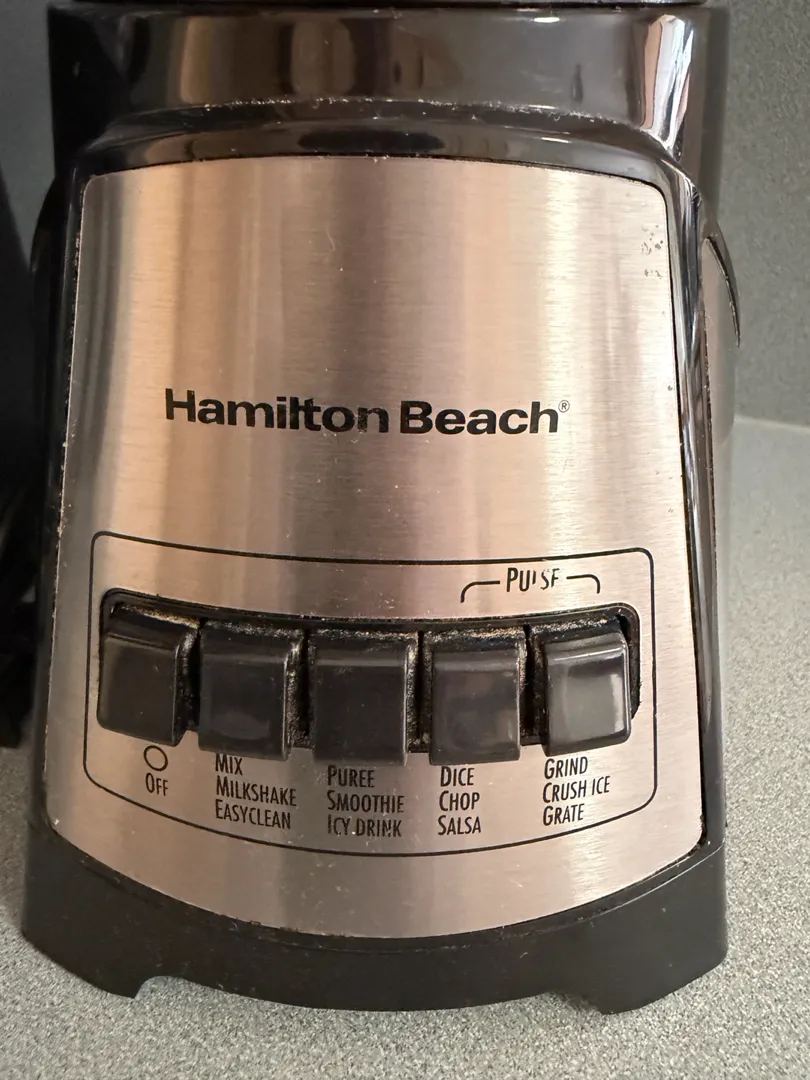 Hamilton Beach®
PULSE
OFF
MIX
MILKSHAKE
EASYCLEAN
PUREE
SMOOTHIE
ICY DRINK
DICE
CHOP
SALSA
GRIND
CRUSH ICE
GRATE